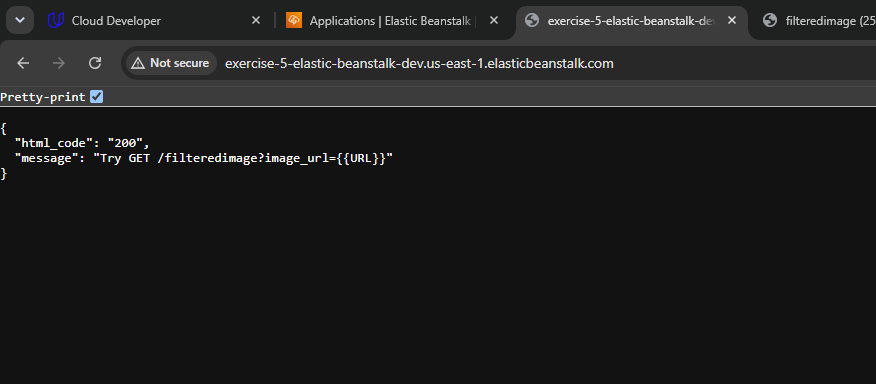 Cloud Developer
Applications | Elastic Beanstalk
exercise-5-elastic-beanstalk-dev
filteredimage (25
Not secure
exercise-5-elastic-beanstalk-dev.us-east-1.elasticbeanstalk.com
Pretty-print
{
"html_code": "200",
"message": "Try GET /filteredimage?image_url={{URL}}"
}